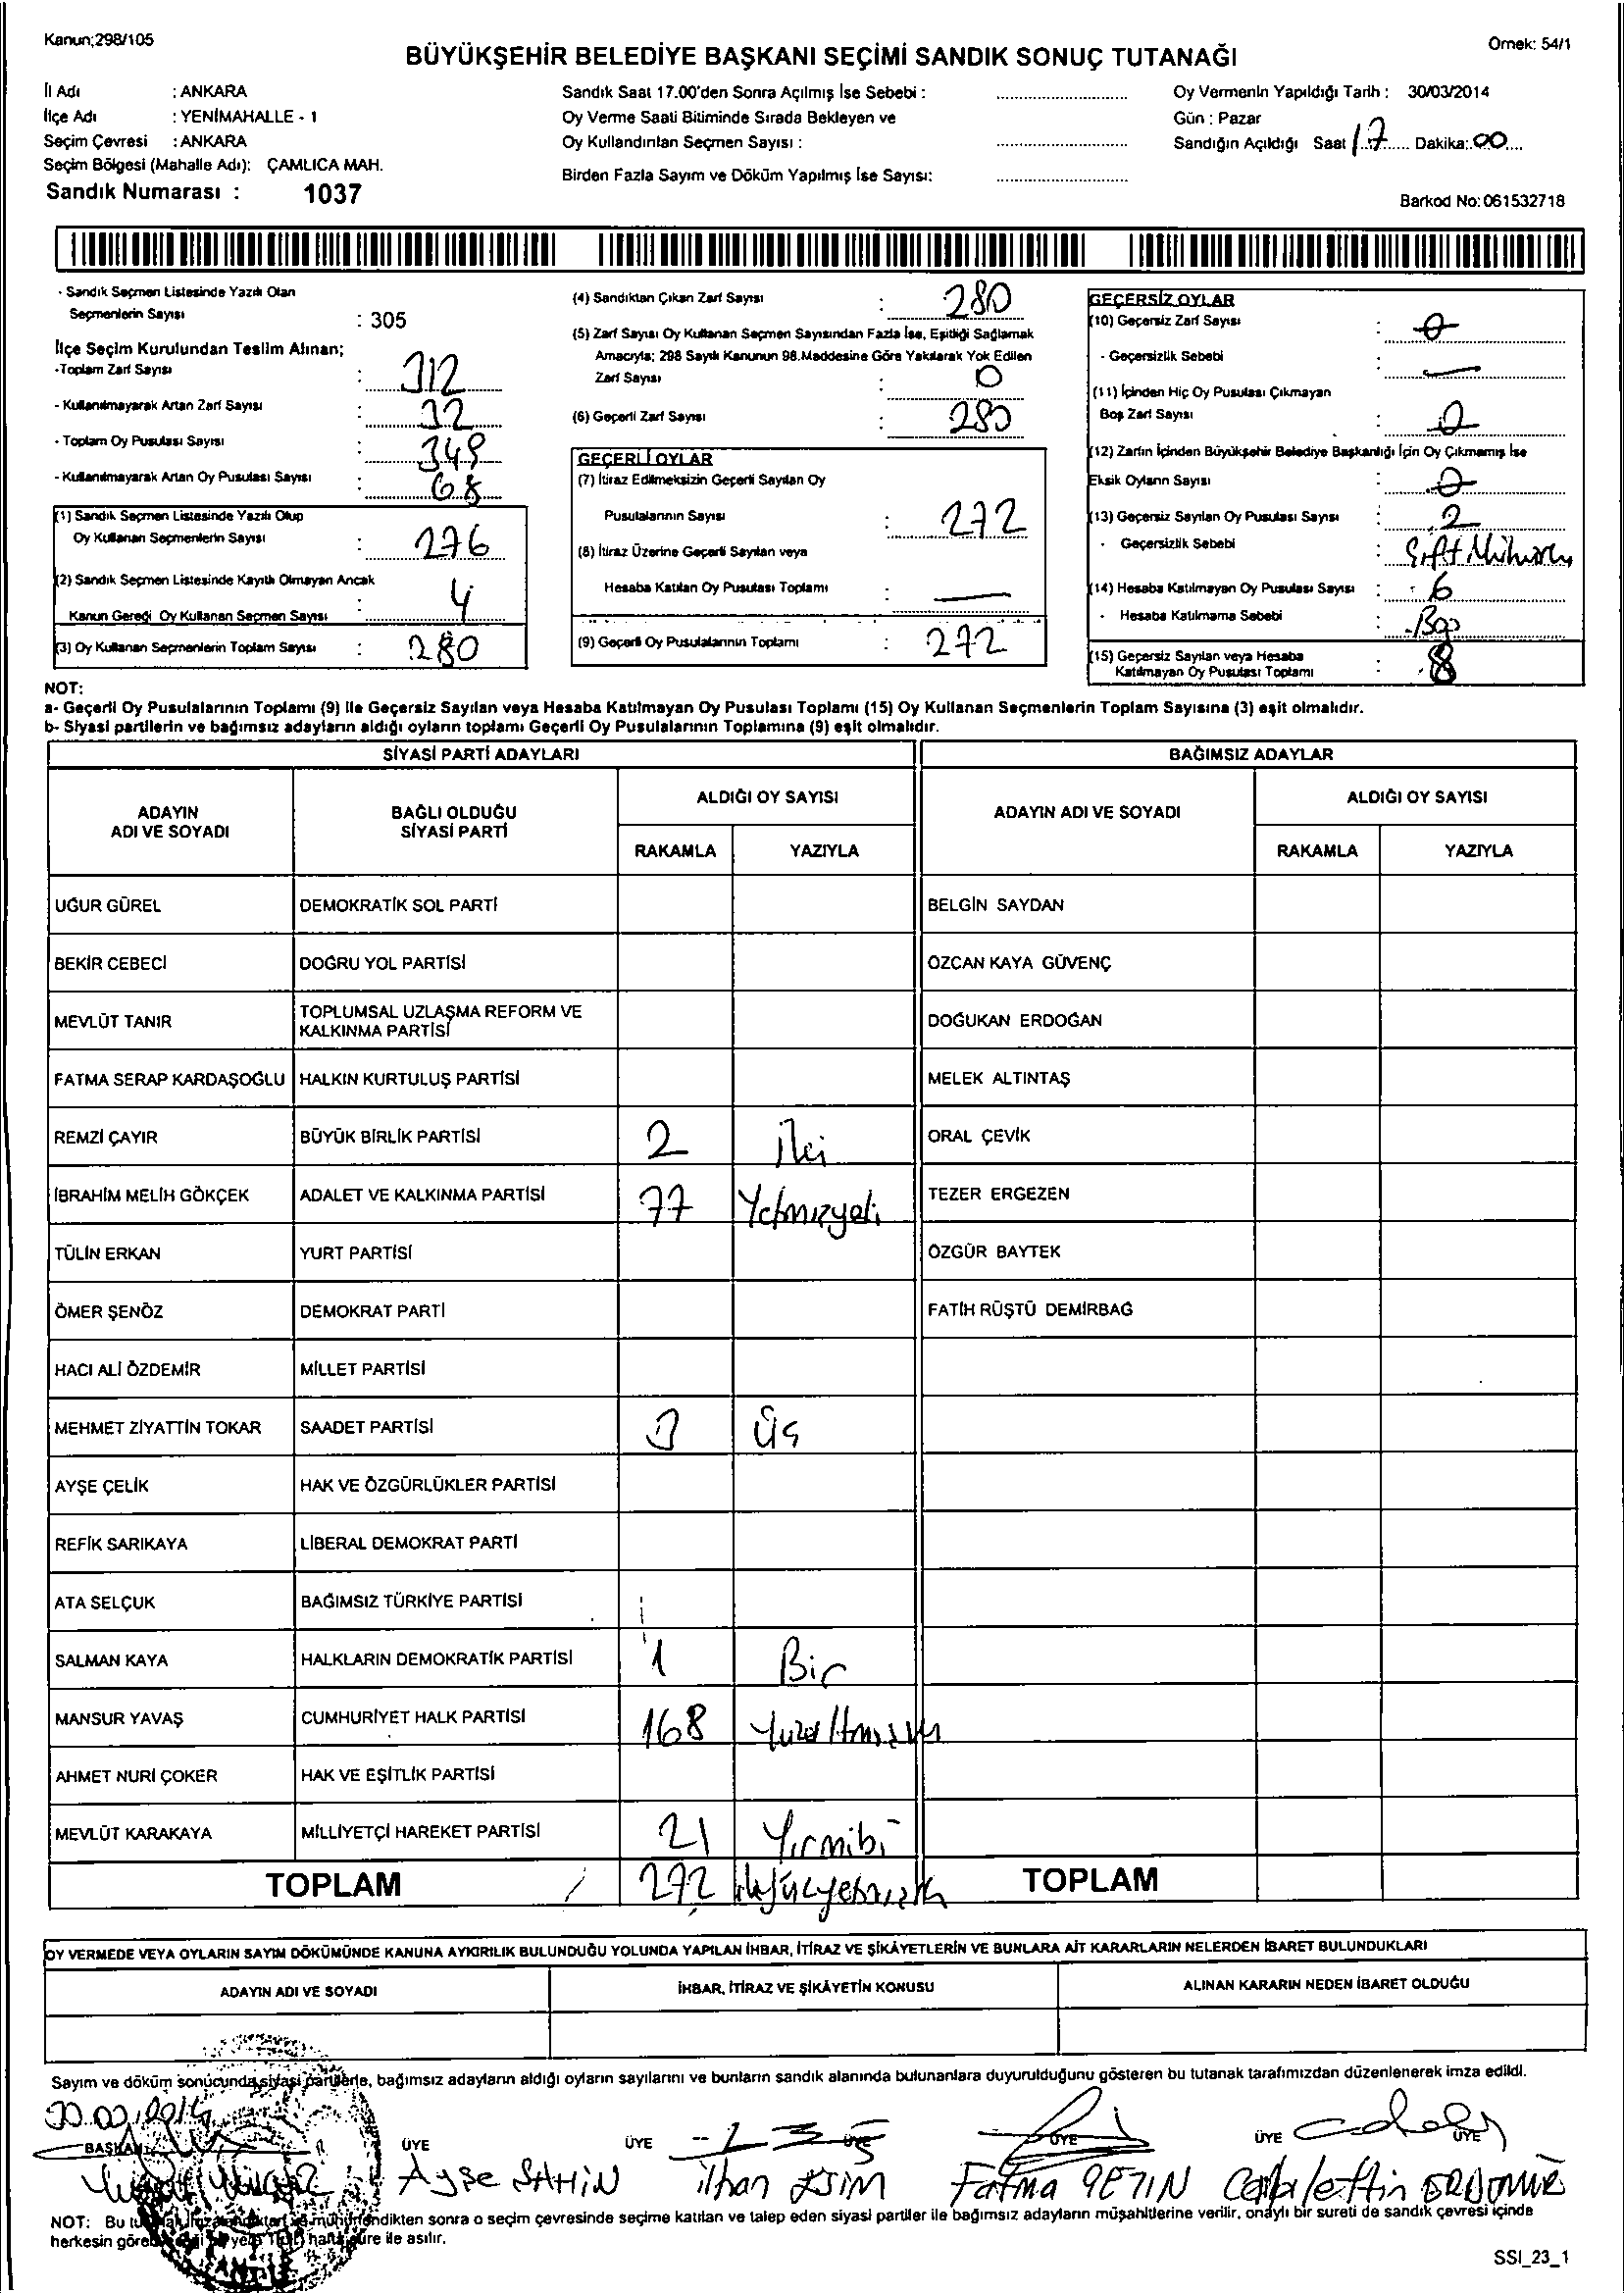 Kanun;298/105
Örnek: 54/1
BÜYÜKŞEHİR BELEDİYE BAŞKANI SEÇİMİ SANDIK SONUÇ TUTANAĞI
İl Adı : ANKARA
İlçe Adı : YENİMAHALLE - 1
Seçim Çevresi : ANKARA
Seçim Bölgesi (Mahalle Adı): ÇAMLICA MAH.
Sandık Numarası : 1037
Sandık Saat 17.00'den Sonra Açılmış İse Sebebi :
Oy Verme Saati Bitiminde Sırada Bekleyen ve
Oy Kullandırılan Seçmen Sayısı :
Birden Fazla Sayım ve Döküm Yapılmış İse Sayısı:
Oy Vermenin Yapıldığı Tarih : 30/03/2014
Gün : Pazar
Sandığın Açıldığı Saat 17 Dakika: 00
Barkod No: 061532718
- Sandık Seçmen Listesinde Yazılı Olan
Seçmenlerin Sayısı : 305
İlçe Seçim Kurulundan Teslim Alınan;
-Toplam Zarf Sayısı : 312
- Kullanılmayarak Artan Zarf Sayısı : 32
- Toplam Oy Pusulası Sayısı : 348
- Kullanılmayarak Artan Oy Pusulası Sayısı : 68
(1) Sandık Seçmen Listesinde Yazılı Olup
Oy Kullanan Seçmenlerin Sayısı : 276
(2) Sandık Seçmen Listesinde Kayıtlı Olmayan Ancak
Kanun Gereği Oy Kullanan Seçmen Sayısı : 4
(3) Oy Kullanan Seçmenlerin Toplam Sayısı : 280
(4) Sandıktan Çıkan Zarf Sayısı : 280
(5) Zarf Sayısı Oy Kullanan Seçmen Sayısından Fazla İse, Eşitliği Sağlamak
Amacıyla; 298 Sayılı Kanunun 98.Maddesine Göre Yakılarak Yok Edilen
Zarf Sayısı : 0
(6) Geçerli Zarf Sayısı : 280
GEÇERLİ OYLAR
(7) İtiraz Edilmeksizin Geçerli Sayılan Oy
Pusulalarının Sayısı : 272
(8) İtiraz Üzerine Geçerli Sayılan veya
Hesaba Katılan Oy Pusulası Toplamı : —
(9) Geçerli Oy Pusulalarının Toplamı : 272
GEÇERSİZ OYLAR
(10) Geçersiz Zarf Sayısı : 0
- Geçersizlik Sebebi : —
(11) İçinden Hiç Oy Pusulası Çıkmayan
Boş Zarf Sayısı : 0
(12) Zarfın İçinden Büyükşehir Belediye Başkanlığı İçin Oy Çıkmamış İse
Eksik Oyların Sayısı : 0
(13) Geçersiz Sayılan Oy Pusulası Sayısı : 2
- Geçersizlik Sebebi : Çift
(14) Hesaba Katılmayan Oy Pusulası Sayısı : 6
- Hesaba Katılmama Sebebi : Boş
(15) Geçersiz Sayılan veya Hesaba
Katılmayan Oy Pusulası Toplamı : 8
NOT:
a- Geçerli Oy Pusulalarının Toplamı (9) ile Geçersiz Sayılan veya Hesaba Katılmayan Oy Pusulası Toplamı (15) Oy Kullanan Seçmenlerin Toplam Sayısına (3) eşit olmalıdır.
b- Siyasi partilerin ve bağımsız adayların aldığı oyların toplamı Geçerli Oy Pusulalarının Toplamına (9) eşit olmalıdır.
SİYASİ PARTİ ADAYLARI BAĞIMSIZ ADAYLAR
ADAYIN ADI VE SOYADI BAĞLI OLDUĞU SİYASİ PARTİ ALDIĞI OY SAYISI ADAYIN ADI VE SOYADI ALDIĞI OY SAYISI
RAKAMLA YAZIYLA RAKAMLA YAZIYLA
UĞUR GÜREL DEMOKRATİK SOL PARTİ BELGİN SAYDAN
BEKİR CEBECİ DOĞRU YOL PARTİSİ ÖZCAN KAYA GÜVENÇ
MEVLÜT TANIR TOPLUMSAL UZLAŞMA REFORM VE KALKINMA PARTİSİ DOĞUKAN ERDOĞAN
FATMA SERAP KARDAŞOĞLU HALKIN KURTULUŞ PARTİSİ MELEK ALTINTAŞ
REMZİ ÇAYIR BÜYÜK BİRLİK PARTİSİ 2 İki ORAL ÇEVİK
İBRAHİM MELİH GÖKÇEK ADALET VE KALKINMA PARTİSİ 77 Yetmişyedi TEZER ERGEZEN
TÜLİN ERKAN YURT PARTİSİ ÖZGÜR BAYTEK
ÖMER ŞENÖZ DEMOKRAT PARTİ FATİH RÜŞTÜ DEMİRBAĞ
HACI ALİ ÖZDEMİR MİLLET PARTİSİ
MEHMET ZİYATTİN TOKAR SAADET PARTİSİ 3 Üç
AYŞE ÇELİK HAK VE ÖZGÜRLÜKLER PARTİSİ
REFİK SARIKAYA LİBERAL DEMOKRAT PARTİ
ATA SELÇUK BAĞIMSIZ TÜRKİYE PARTİSİ
SALMAN KAYA HALKLARIN DEMOKRATİK PARTİSİ 1 Bir
MANSUR YAVAŞ CUMHURİYET HALK PARTİSİ 168
AHMET NURİ ÇOKER HAK VE EŞİTLİK PARTİSİ
MEVLÜT KARAKAYA MİLLİYETÇİ HAREKET PARTİSİ 21 Yirmibi
TOPLAM 272 TOPLAM
OY VERMEDE VEYA OYLARIN SAYIM DÖKÜMÜNDE KANUNA AYKIRILIK BULUNDUĞU YOLUNDA YAPILAN İHBAR, İTİRAZ VE ŞİKÂYETLERİN VE BUNLARA AİT KARARLARIN NELERDEN İBARET BULUNDUKLARI
ADAYIN ADI VE SOYADI İHBAR, İTİRAZ VE ŞİKÂYETİN KONUSU ALINAN KARARIN NEDEN İBARET OLDUĞU
Sayım ve döküm sonucunda siyasi partilerle, bağımsız adayların aldığı oyların sayılarını ve bunların sandık alanında bulunanlara duyurulduğunu gösteren bu tutanak tarafımızdan düzenlenerek imza edildi.
BAŞKAN ÜYE ÜYE ÜYE ÜYE ÜYE ÜYE
Ayşe ŞAHİN İlhan Fatma ÇETİN
NOT: Bu mühürlendikten sonra o seçim çevresinde seçime katılan ve talep eden siyasi partiler ile bağımsız adayların müşahitlerine verilir, onaylı bir sureti de sandık çevresi içinde
herkesin süre ile asılır.
SSI_23_1